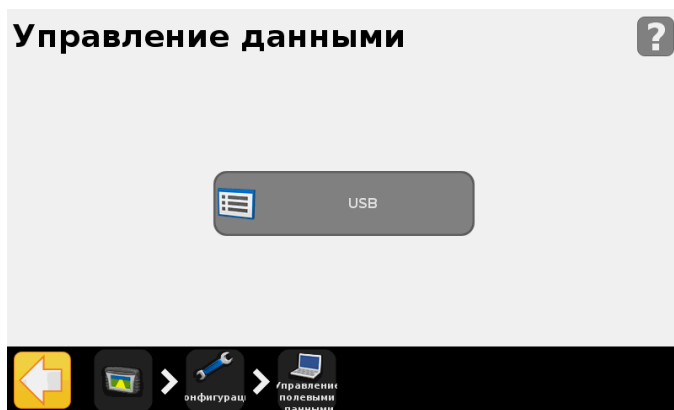 Управление данными
?
USB
онфигурац
Управление
полевыми
данными